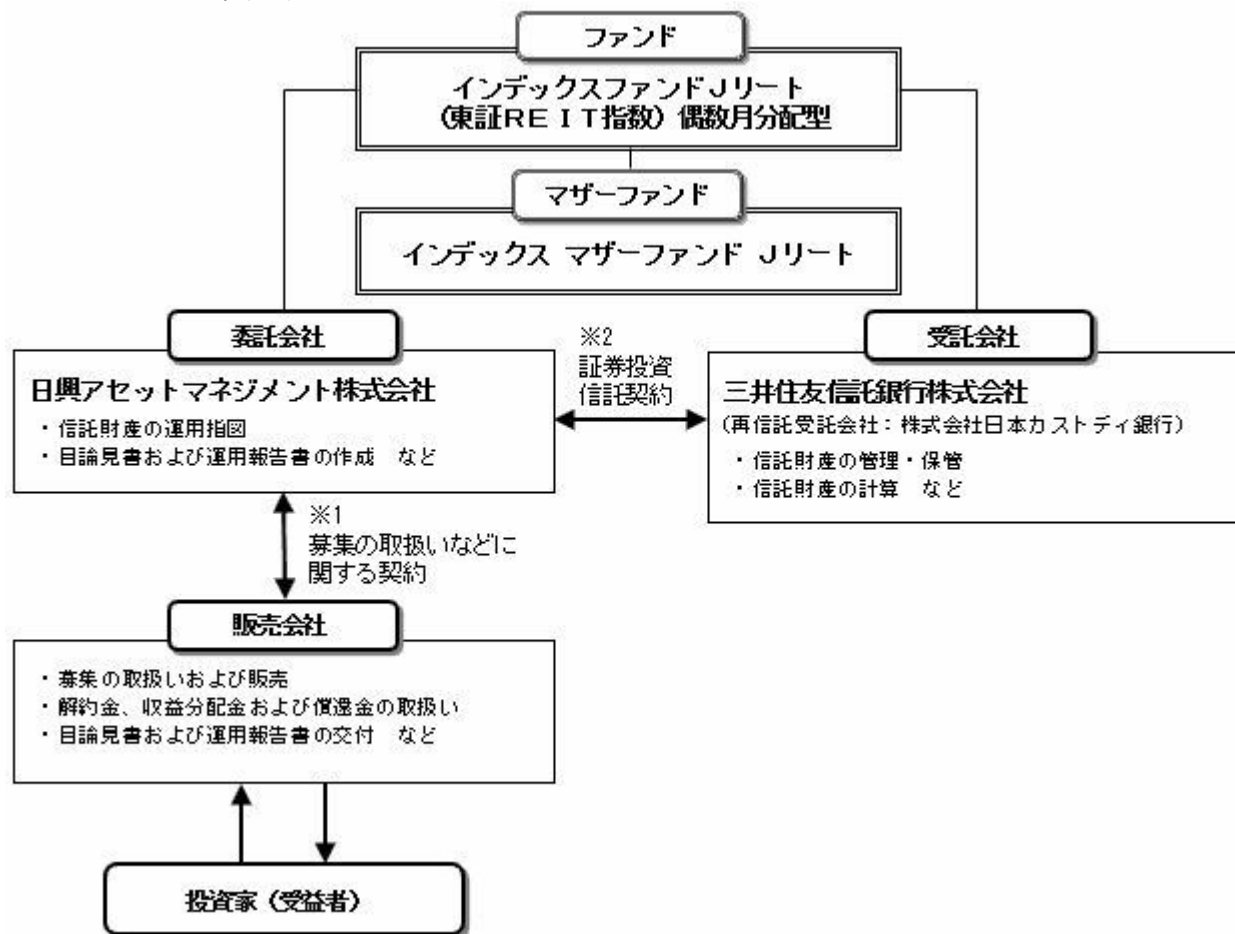 ファンド
インデックスファンドJリート
(東証REIT指数)偶数月分配型
マザーファンド
インデックス マザーファンド Jリート
委託会社
日興アセットマネジメント株式会社
・信託財産の運用指図
・目論見書および運用報告書の作成 など
※2
証券投資
信託契約
受託会社
三井住友信託銀行株式会社
(再信託受託会社:株式会社日本カストディ銀行)
・信託財産の管理・保管
・信託財産の計算 など
※1
募集の取扱いなどに
関する契約
販売会社
・募集の取扱いおよび販売
・解約金、収益分配金および償還金の取扱い
・目論見書および運用報告書の交付 など
投資家(受益者)